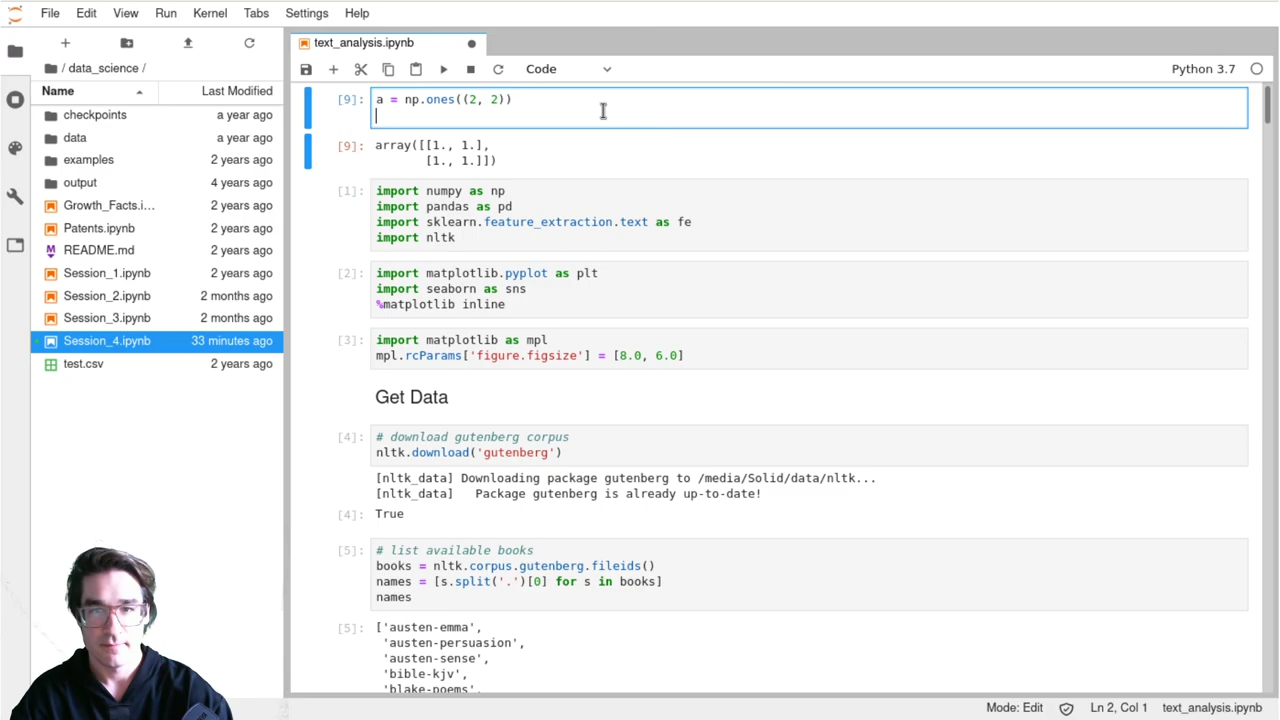 File Edit View Run Kernel Tabs Settings Help
/ data_science /
Name Last Modified
checkpoints a year ago
data a year ago
examples 2 years ago
output 4 years ago
Growth_Facts.i... 2 years ago
Patents.ipynb 2 years ago
README.md 2 years ago
Session_1.ipynb 2 years ago
Session_2.ipynb 2 months ago
Session_3.ipynb 2 months ago
Session_4.ipynb 33 minutes ago
test.csv 2 years ago
text_analysis.ipynb
Code Python 3.7
[9]: a = np.ones((2, 2))
[9]: array([[1., 1.],
[1., 1.]])
[1]: import numpy as np
import pandas as pd
import sklearn.feature_extraction.text as fe
import nltk
[2]: import matplotlib.pyplot as plt
import seaborn as sns
%matplotlib inline
[3]: import matplotlib as mpl
mpl.rcParams['figure.figsize'] = [8.0, 6.0]
Get Data
[4]: # download gutenberg corpus
nltk.download('gutenberg')
[nltk_data] Downloading package gutenberg to /media/Solid/data/nltk...
[nltk_data]   Package gutenberg is already up-to-date!
[4]: True
[5]: # list available books
books = nltk.corpus.gutenberg.fileids()
names = [s.split('.')[0] for s in books]
names
[5]: ['austen-emma',
'austen-persuasion',
'austen-sense',
'bible-kjv',
'blake-poems',
Mode: Edit Ln 2, Col 1 text_analysis.ipynb